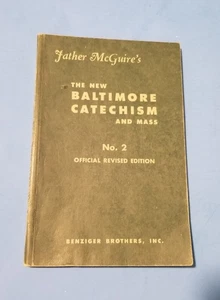 Father McGuire's
THE NEW
BALTIMORE
CATECHISM
AND MASS
No. 2
OFFICIAL REVISED EDITION
BENZIGER BROTHERS, INC.